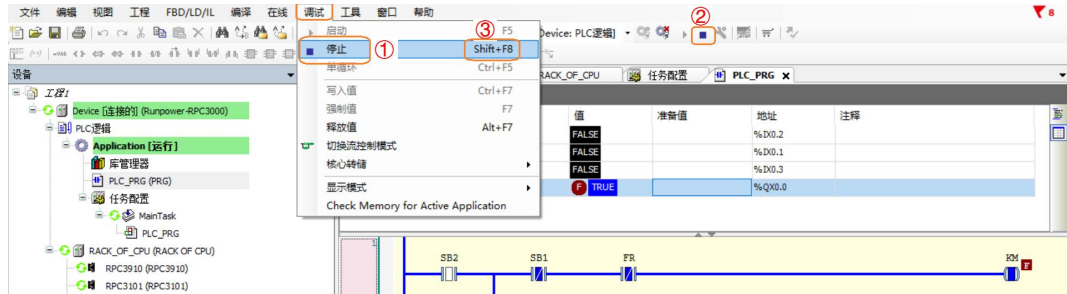 文件 编辑 视图 工程 FBD/LD/IL 编译 在线 调试 工具 窗口 帮助
8
②
启动 F5
Device: PLC逻辑]
停止 ① Shift+F8
③
单循环 Ctrl+F5
写入值 Ctrl+F7
强制值 F7
释放值 Alt+F7
切换流控制模式
核心转储
显示模式
Check Memory for Active Application
设备
工程1
Device [连接的] (Runpower-RPC3000)
PLC逻辑
Application [运行]
库管理器
PLC_PRG (PRG)
任务配置
MainTask
PLC_PRG
RACK_OF_CPU (RACK OF CPU)
RPC3910 (RPC3910)
RPC3101 (RPC3101)
RACK_OF_CPU 任务配置 PLC_PRG X
值 准备值 地址 注释
FALSE %IX0.2
FALSE %IX0.1
FALSE %IX0.3
F TRUE %QX0.0
1
SB2 SB1 FR KM F